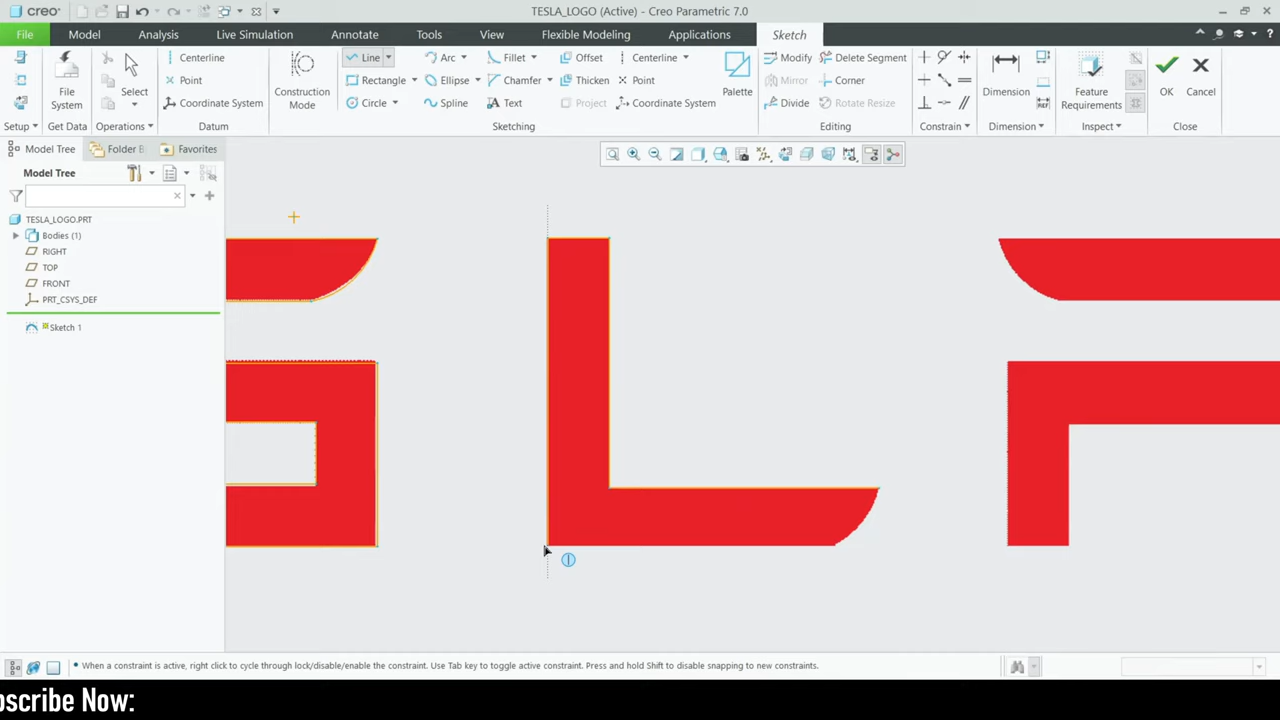 creo
TESLA_LOGO (Active) - Creo Parametric 7.0
File Model Analysis Live Simulation Annotate Tools View Flexible Modeling Applications Sketch
Centerline Line Arc Fillet Offset Centerline Modify Delete Segment
Point Rectangle Ellipse Chamfer Thicken Point Mirror Corner
Coordinate System Circle Spline Text Project Coordinate System Divide Rotate Resize
File System Select Construction Mode Palette Dimension Feature Requirements OK Cancel
Setup Get Data Operations Datum Sketching Editing Constrain Dimension Inspect Close
Model Tree Folder B Favorites
Model Tree
TESLA_LOGO.PRT
Bodies (1)
RIGHT
TOP
FRONT
PRT_CSYS_DEF
Sketch 1
When a constraint is active, right click to cycle through lock/disable/enable the constraint. Use Tab key to toggle active constraint. Press and hold Shift to disable snapping to new constraints.
bscribe Now: